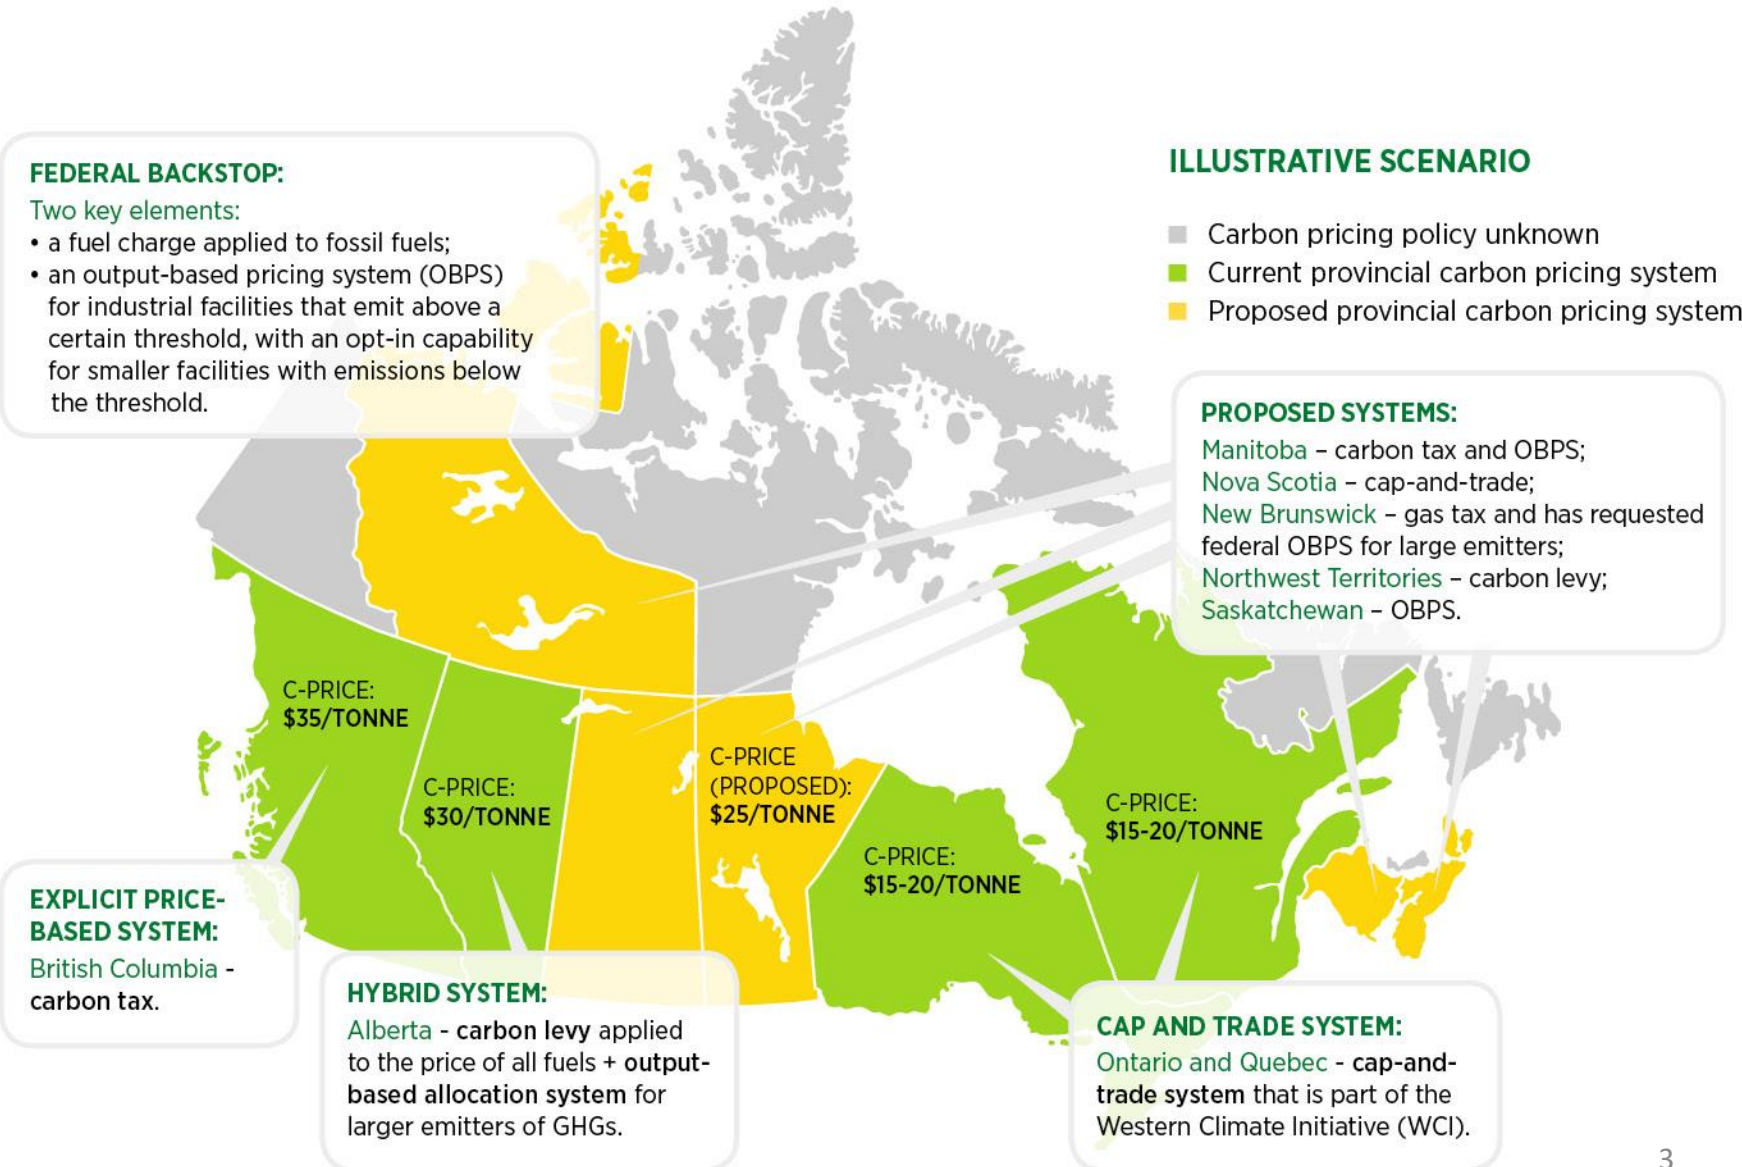 FEDERAL BACKSTOP:
Two key elements:
• a fuel charge applied to fossil fuels;
• an output-based pricing system (OBPS)
for industrial facilities that emit above a
certain threshold, with an opt-in capability
for smaller facilities with emissions below
the threshold.
ILLUSTRATIVE SCENARIO
Carbon pricing policy unknown
Current provincial carbon pricing system
Proposed provincial carbon pricing system
PROPOSED SYSTEMS:
Manitoba – carbon tax and OBPS;
Nova Scotia – cap-and-trade;
New Brunswick – gas tax and has requested
federal OBPS for large emitters;
Northwest Territories – carbon levy;
Saskatchewan – OBPS.
C-PRICE:
$35/TONNE
C-PRICE:
$30/TONNE
C-PRICE
(PROPOSED):
$25/TONNE
C-PRICE:
$15-20/TONNE
C-PRICE:
$15-20/TONNE
EXPLICIT PRICE-
BASED SYSTEM:
British Columbia -
carbon tax.
HYBRID SYSTEM:
Alberta - carbon levy applied
to the price of all fuels + output-
based allocation system for
larger emitters of GHGs.
CAP AND TRADE SYSTEM:
Ontario and Quebec - cap-and-
trade system that is part of the
Western Climate Initiative (WCI).
3